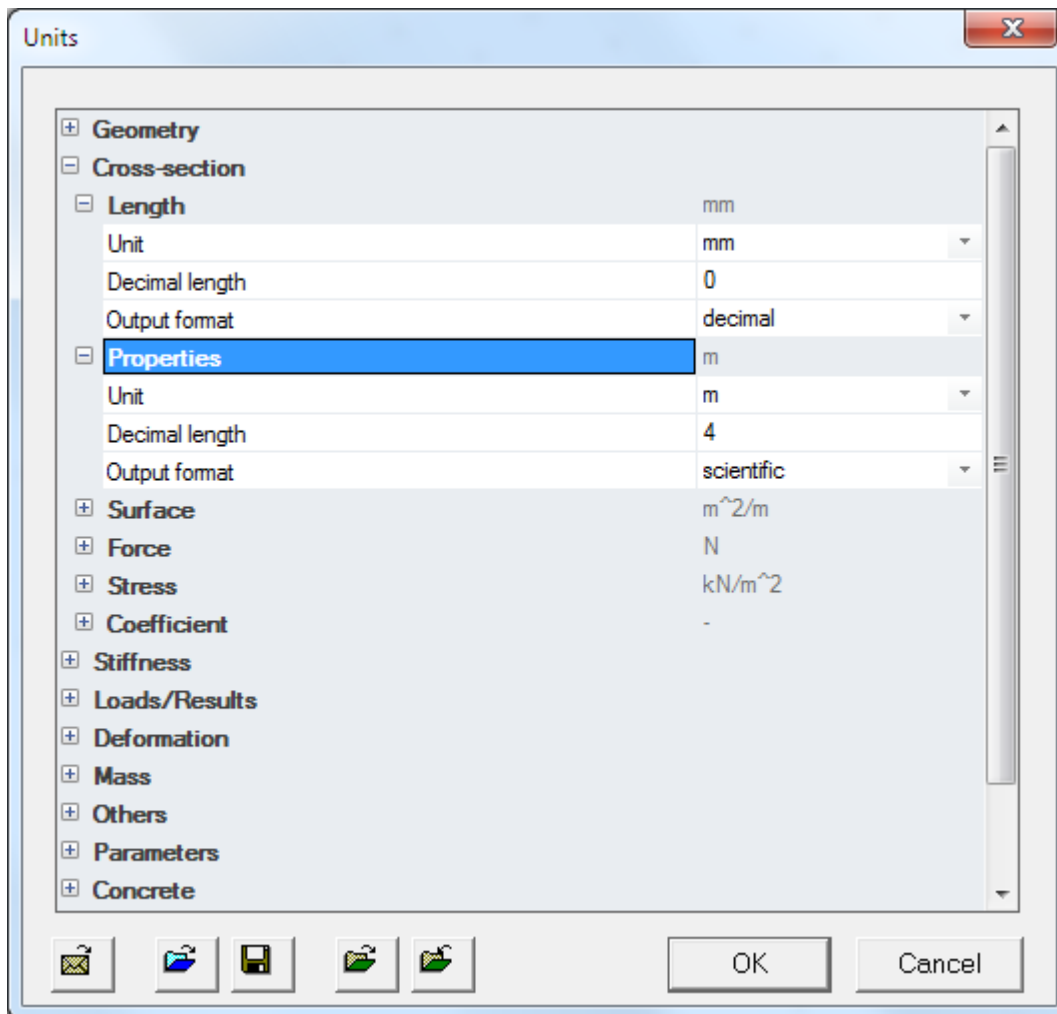 Units
Geometry
Cross-section
Length mm
Unit mm
Decimal length 0
Output format decimal
Properties m
Unit m
Decimal length 4
Output format scientific
Surface m^2/m
Force N
Stress kN/m^2
Coefficient -
Stiffness
Loads/Results
Deformation
Mass
Others
Parameters
Concrete
OK Cancel